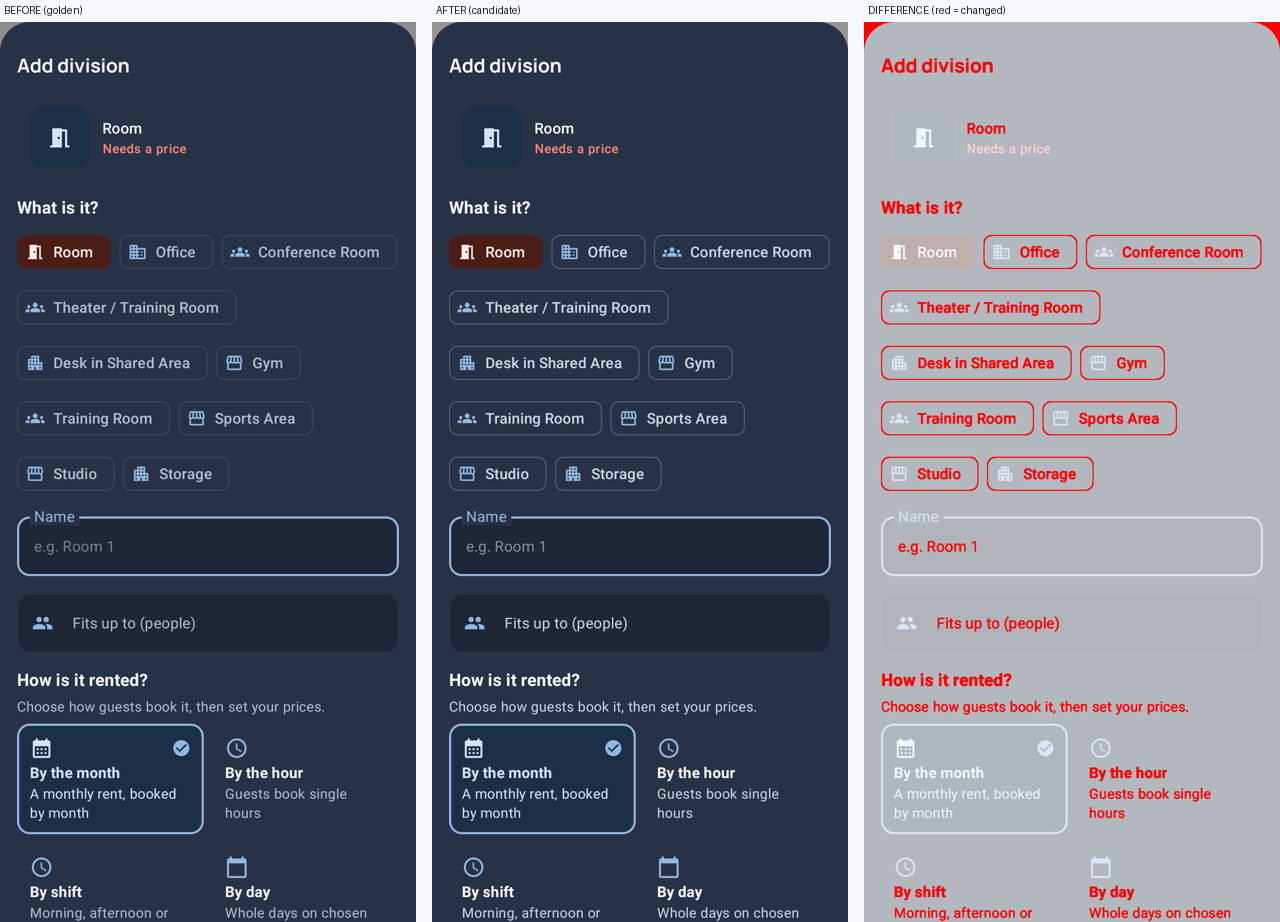 BEFORE (golden)
Add division
Room
Needs a price
What is it?
Room
Office
Conference Room
Theater / Training Room
Desk in Shared Area
Gym
Training Room
Sports Area
Studio
Storage
Name
e.g. Room 1
Fits up to (people)
How is it rented?
Choose how guests book it, then set your prices.
By the month
A monthly rent, booked
by month
By the hour
Guests book single
hours
By shift
Morning, afternoon or
By day
Whole days on chosen
AFTER (candidate)
Add division
Room
Needs a price
What is it?
Room
Office
Conference Room
Theater / Training Room
Desk in Shared Area
Gym
Training Room
Sports Area
Studio
Storage
Name
e.g. Room 1
Fits up to (people)
How is it rented?
Choose how guests book it, then set your prices.
By the month
A monthly rent, booked
by month
By the hour
Guests book single
hours
By shift
Morning, afternoon or
By day
Whole days on chosen
DIFFERENCE (red = changed)
Add division
Room
Needs a price
What is it?
Room
Office
Conference Room
Theater / Training Room
Desk in Shared Area
Gym
Training Room
Sports Area
Studio
Storage
Name
e.g. Room 1
Fits up to (people)
How is it rented?
Choose how guests book it, then set your prices.
By the month
A monthly rent, booked
by month
By the hour
Guests book single
hours
By shift
Morning, afternoon or
By day
Whole days on chosen